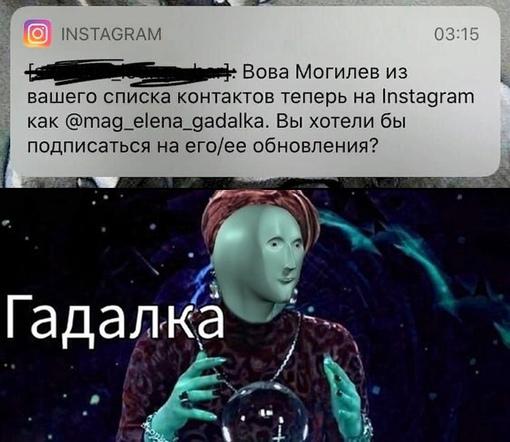 INSTAGRAM 03:15
]: Вова Могилев из
вашего списка контактов теперь на Instagram
как @mag_elena_gadalka. Вы хотели бы
подписаться на его/ее обновления?
Гадалка